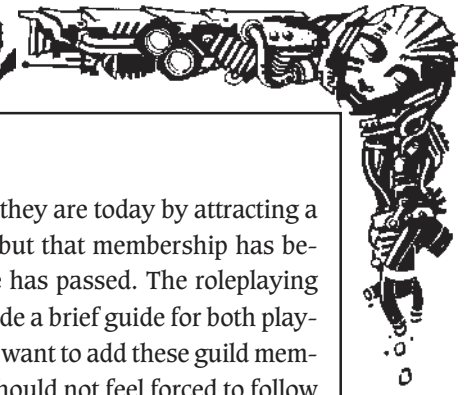 they are today by attracting a
but that membership has be-
has passed. The roleplaying
de a brief guide for both play-
want to add these guild mem-
hould not feel forced to follow